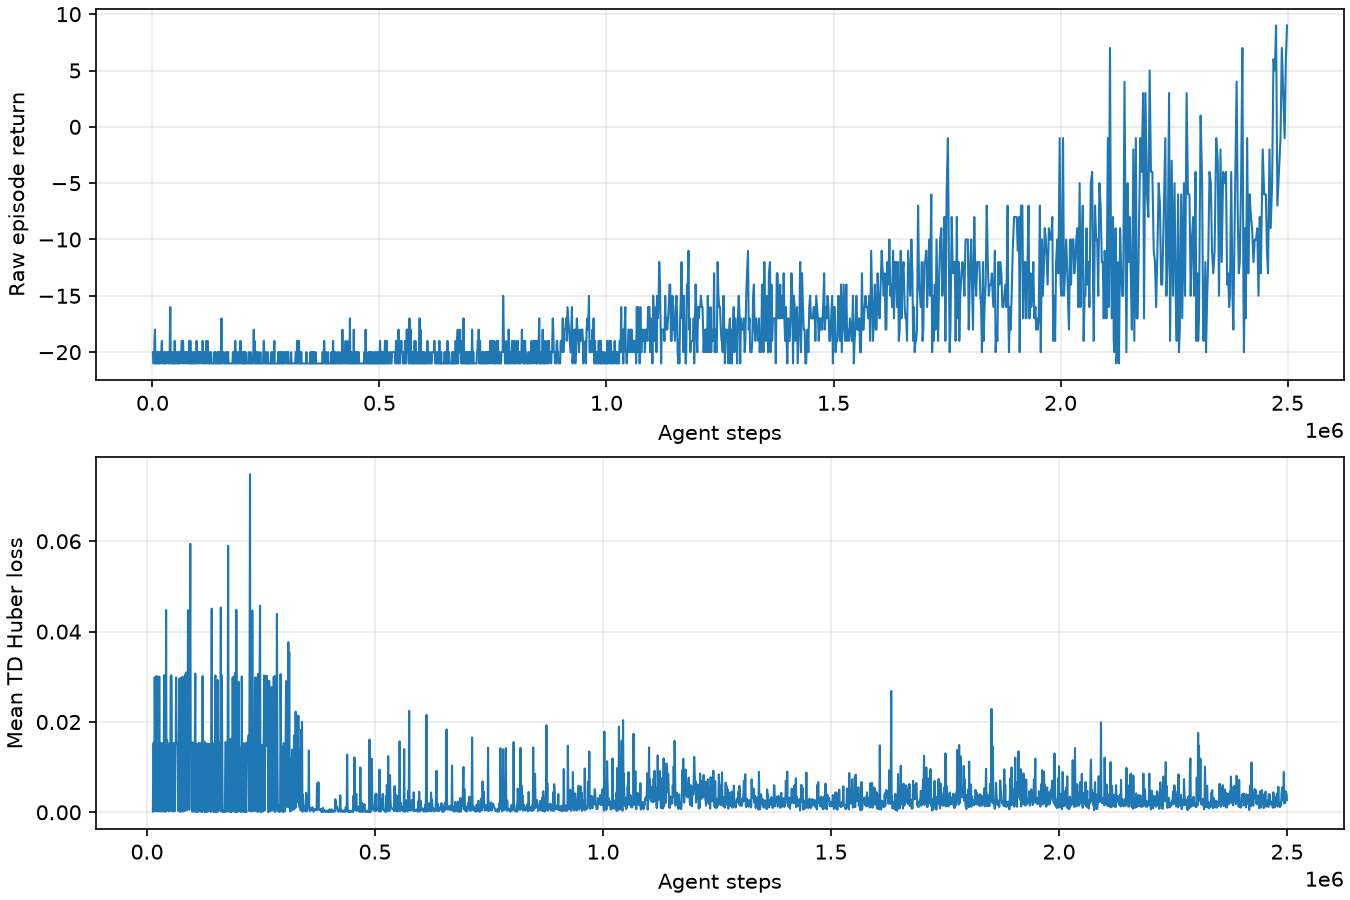 Raw episode return
10
5
0
−5
−10
−15
−20
0.0 0.5 1.0 1.5 2.0 2.5
Agent steps
1e6
Mean TD Huber loss
0.06
0.04
0.02
0.00
0.0 0.5 1.0 1.5 2.0 2.5
Agent steps
1e6